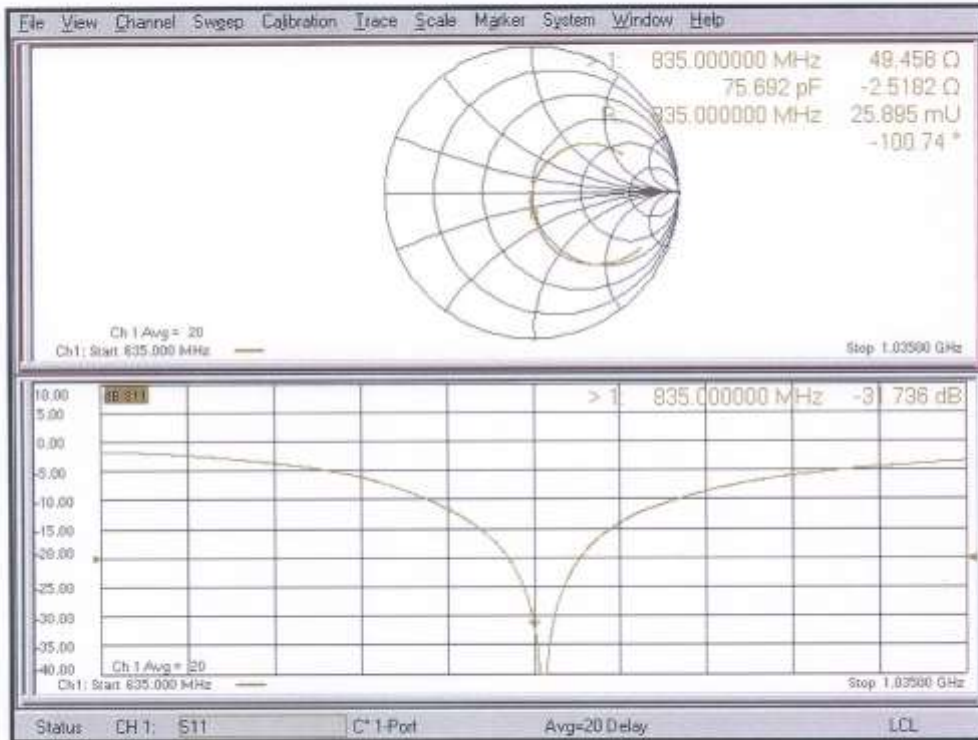 File View Channel Sweep Calibration Trace Scale Marker System Window Help
> 1: 835.000000 MHz 49.458 Ω
75.692 pF -2.5182 Ω
R: 835.000000 MHz 25.895 mU
-100.74 °
Ch 1 Avg = 20
Ch1: Start 635.000 MHz
Stop 1.03500 GHz
10.00
dB S11
> 1: 835.000000 MHz -31.736 dB
5.00
0.00
-5.00
-10.00
-15.00
-20.00
-25.00
-30.00
-35.00
-40.00
Ch 1 Avg = 20
Ch1: Start 635.000 MHz
Stop 1.03500 GHz
Status CH 1: S11 C* 1-Port Avg=20 Delay LCL